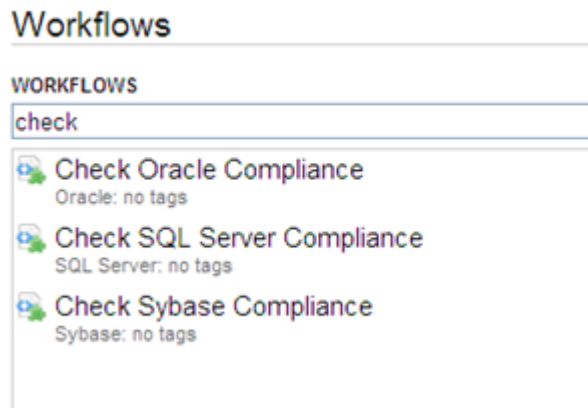 Workflows
WORKFLOWS
check
Check Oracle Compliance
Oracle: no tags
Check SQL Server Compliance
SQL Server: no tags
Check Sybase Compliance
Sybase: no tags